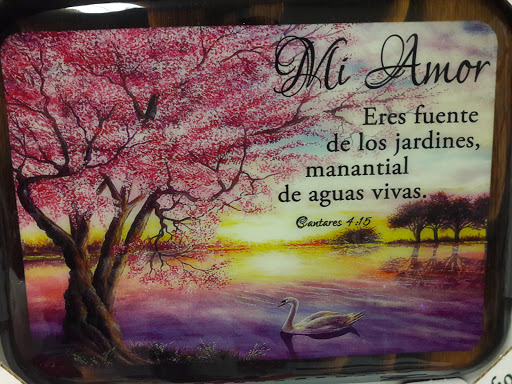 Mi Amor
Eres fuente
de los jardines,
manantial
de aguas vivas.
Cantares 4:15